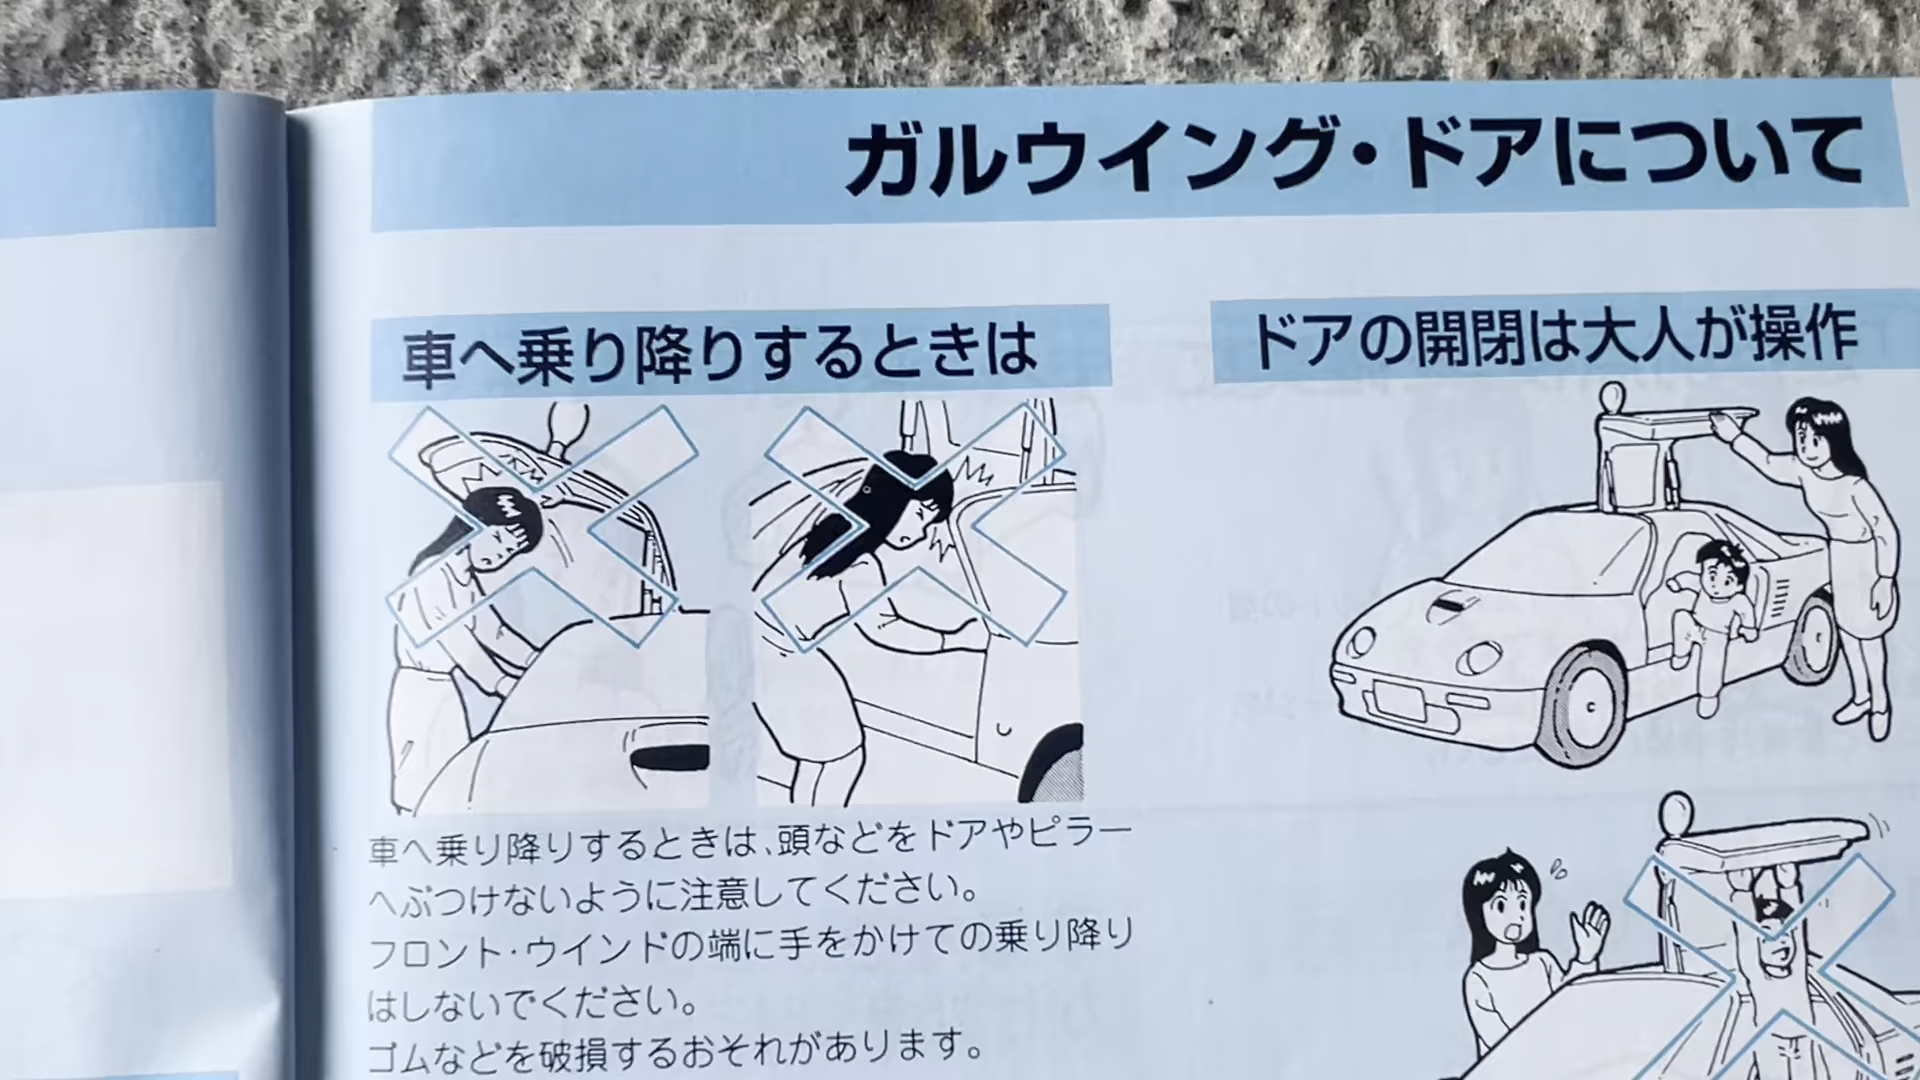 ガルウイング・ドアについて
車へ乗り降りするときは
車へ乗り降りするときは、頭などをドアやピラー
へぶつけないように注意してください。
フロント・ウインドの端に手をかけての乗り降り
はしないでください。
ゴムなどを破損するおそれがあります。
ドアの開閉は大人が操作